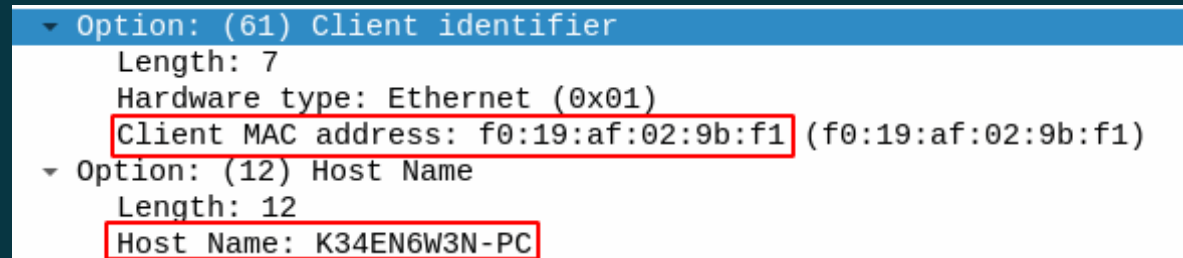 Option: (61) Client identifier
Length: 7
Hardware type: Ethernet (0x01)
Client MAC address: f0:19:af:02:9b:f1 (f0:19:af:02:9b:f1)
Option: (12) Host Name
Length: 12
Host Name: K34EN6W3N-PC